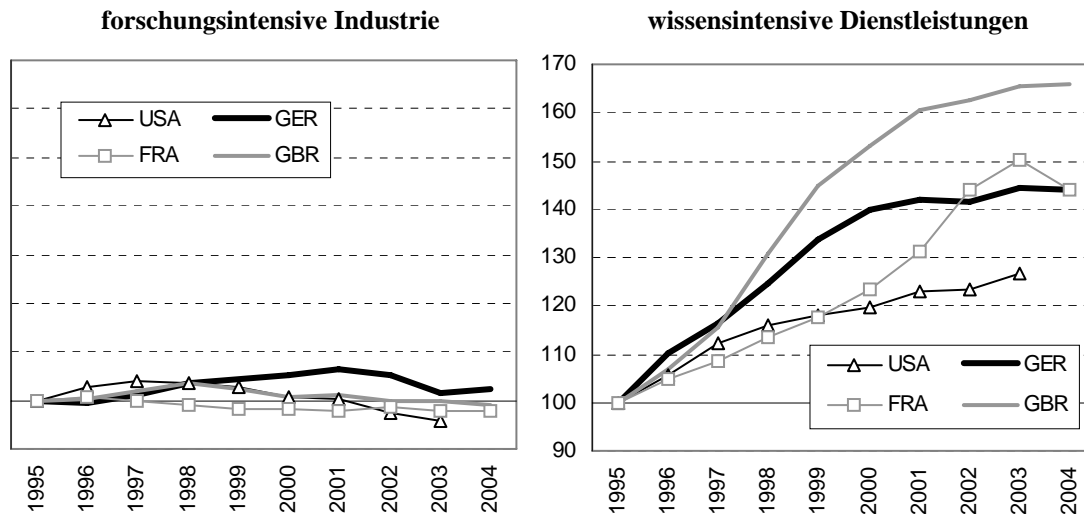 forschungsintensive Industrie
USA GER
FRA GBR
1995 1996 1997 1998 1999 2000 2001 2002 2003 2004
wissensintensive Dienstleistungen
170
160
150
140
130
120
110
100
90
USA GER
FRA GBR
1995 1996 1997 1998 1999 2000 2001 2002 2003 2004